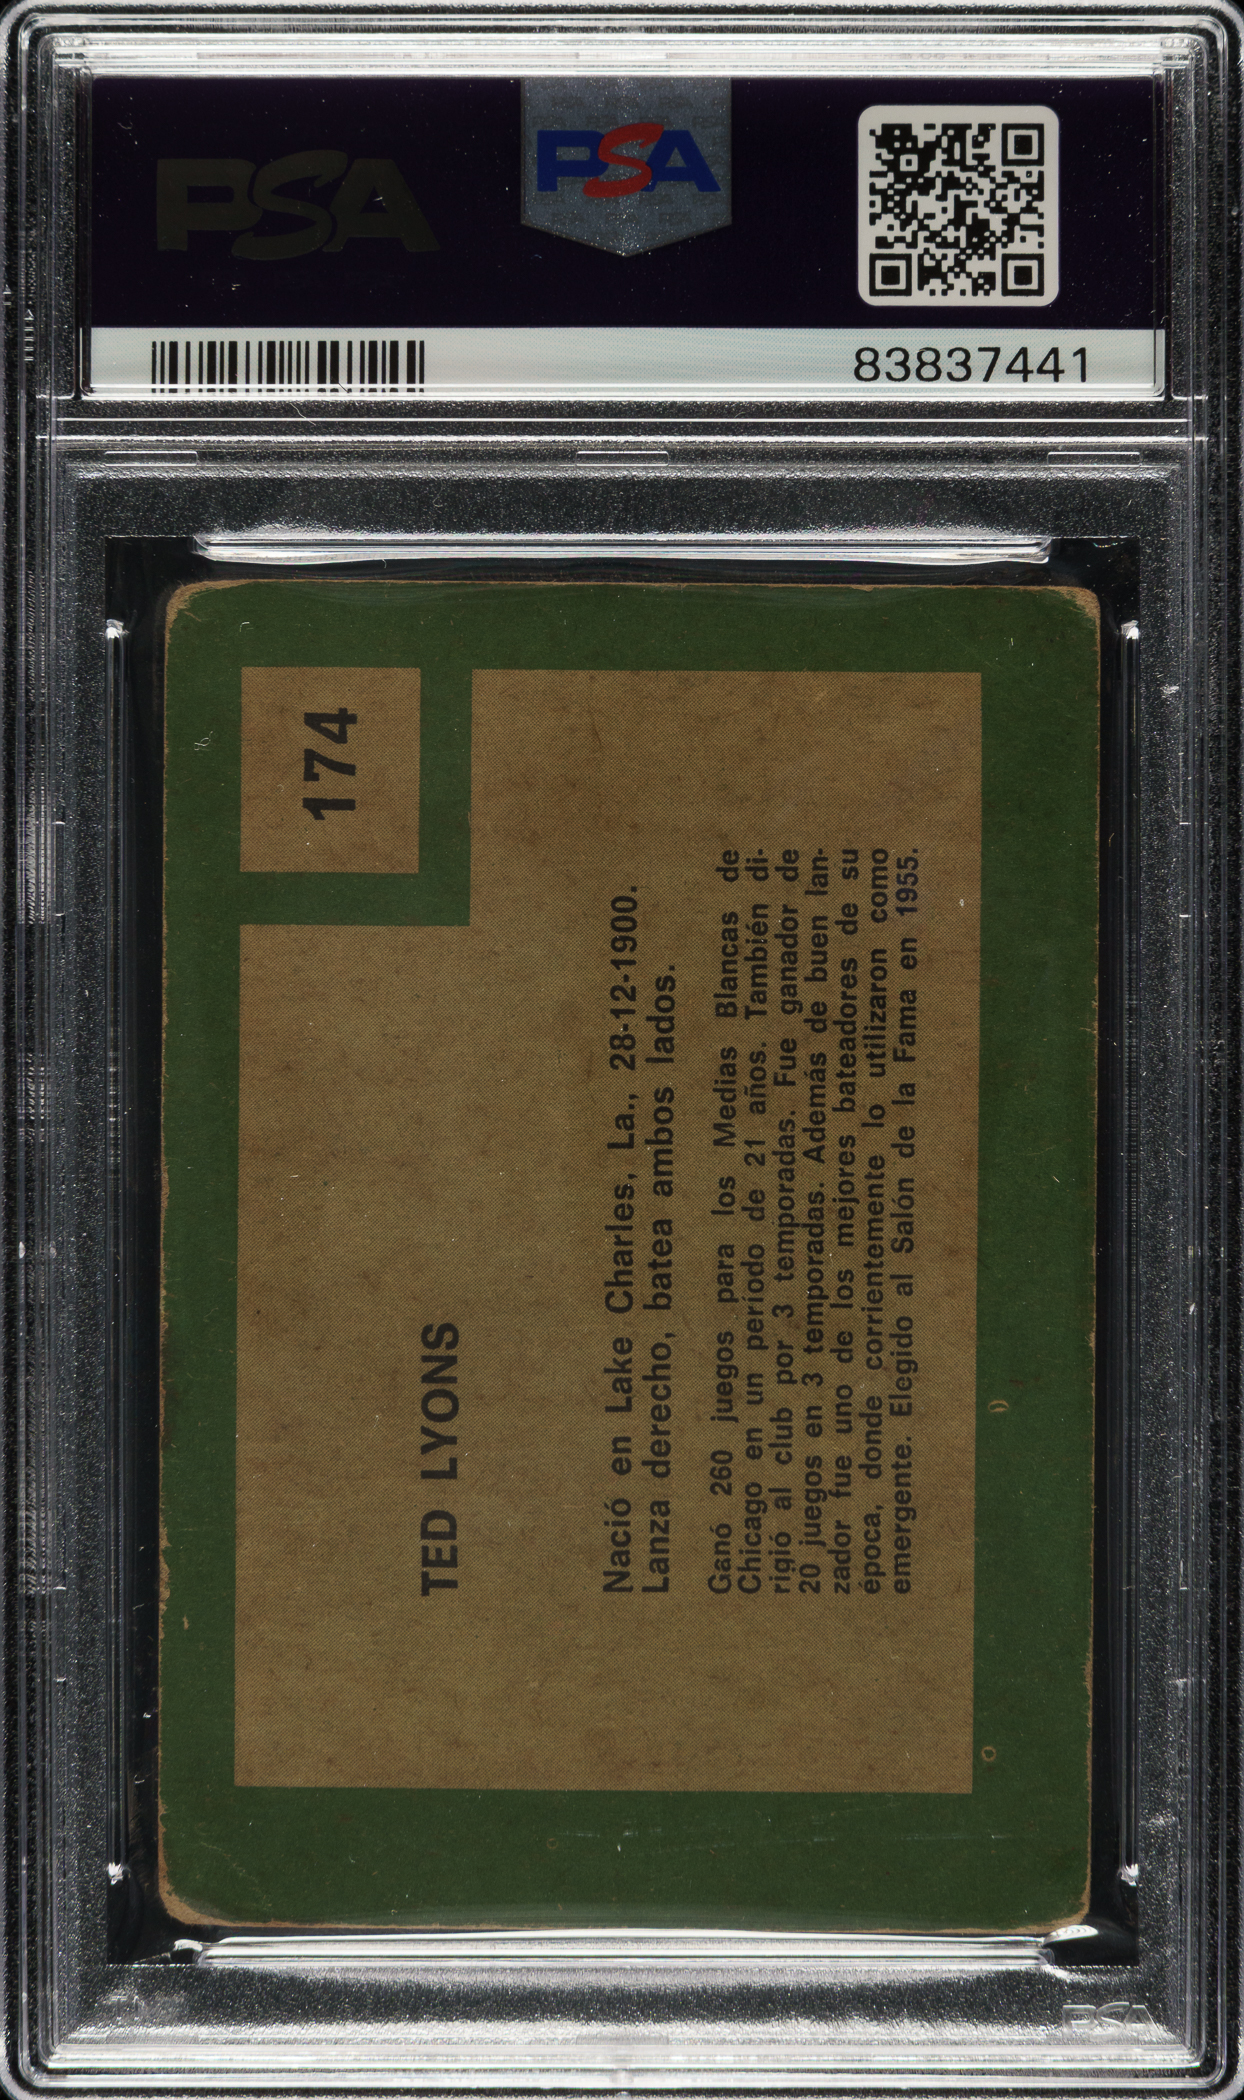 PSA
PSA
83837441
174
TED LYONS
Nació en Lake Charles, La., 28-12-1900.
Lanza derecho, batea ambos lados.
Ganó 260 juegos para los Medias Blancas de
Chicago en un período de 21 años. También di-
rigió al club por 3 temporadas. Fue ganador de
20 juegos en 3 temporadas. Además de buen lan-
zador fue uno de los mejores bateadores de su
época, donde corrientemente lo utilizaron como
emergente. Elegido al Salón de la Fama en 1955.
PSA